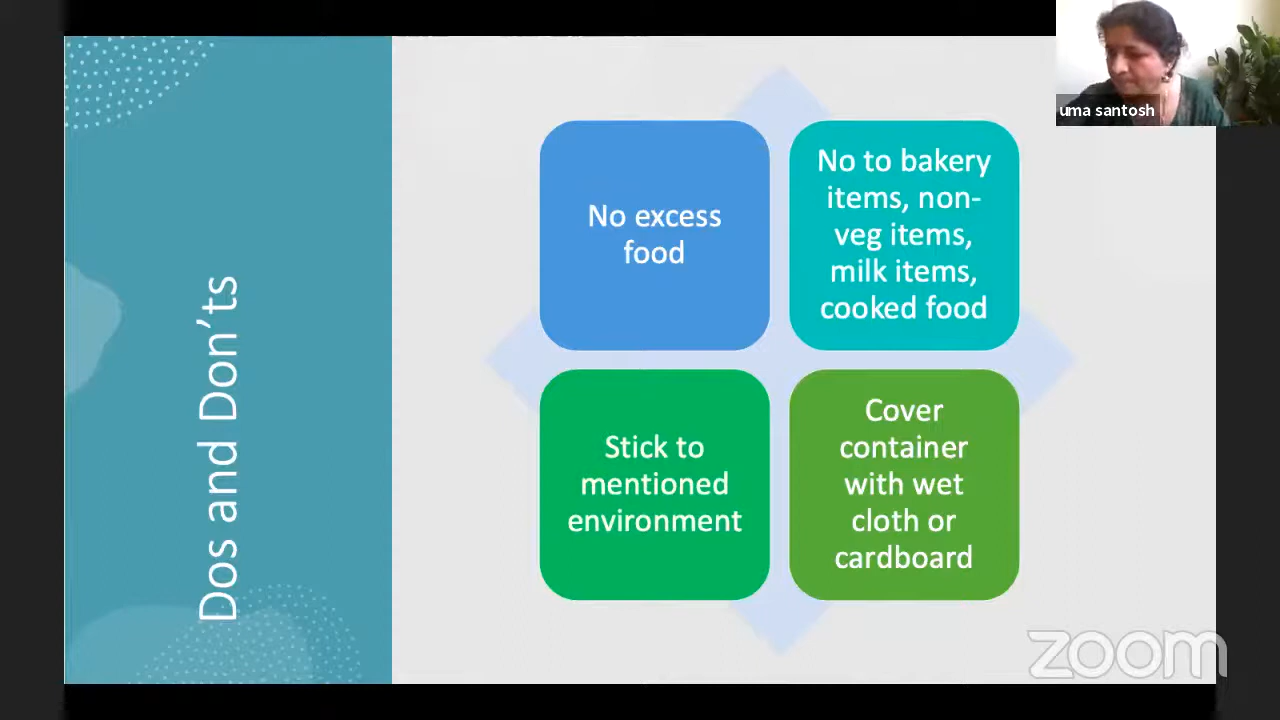 Dos and Don'ts
No excess
food
No to bakery
items, non-
veg items,
milk items,
cooked food
Stick to
mentioned
environment
Cover
container
with wet
cloth or
cardboard
uma santosh
zoom